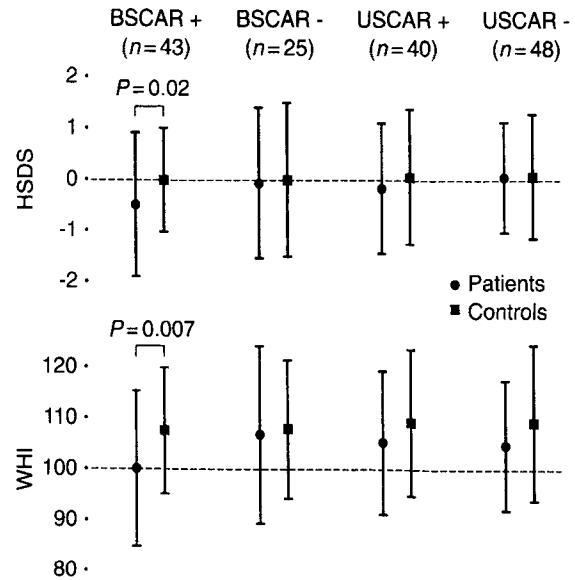 BSCAR + BSCAR - USCAR + USCAR -
(n=43) (n=25) (n=40) (n=48)
2
P=0.02
1
0
HSDS
-1
-2
Patients
Controls
P=0.007
120
110
100
WHI
90
80